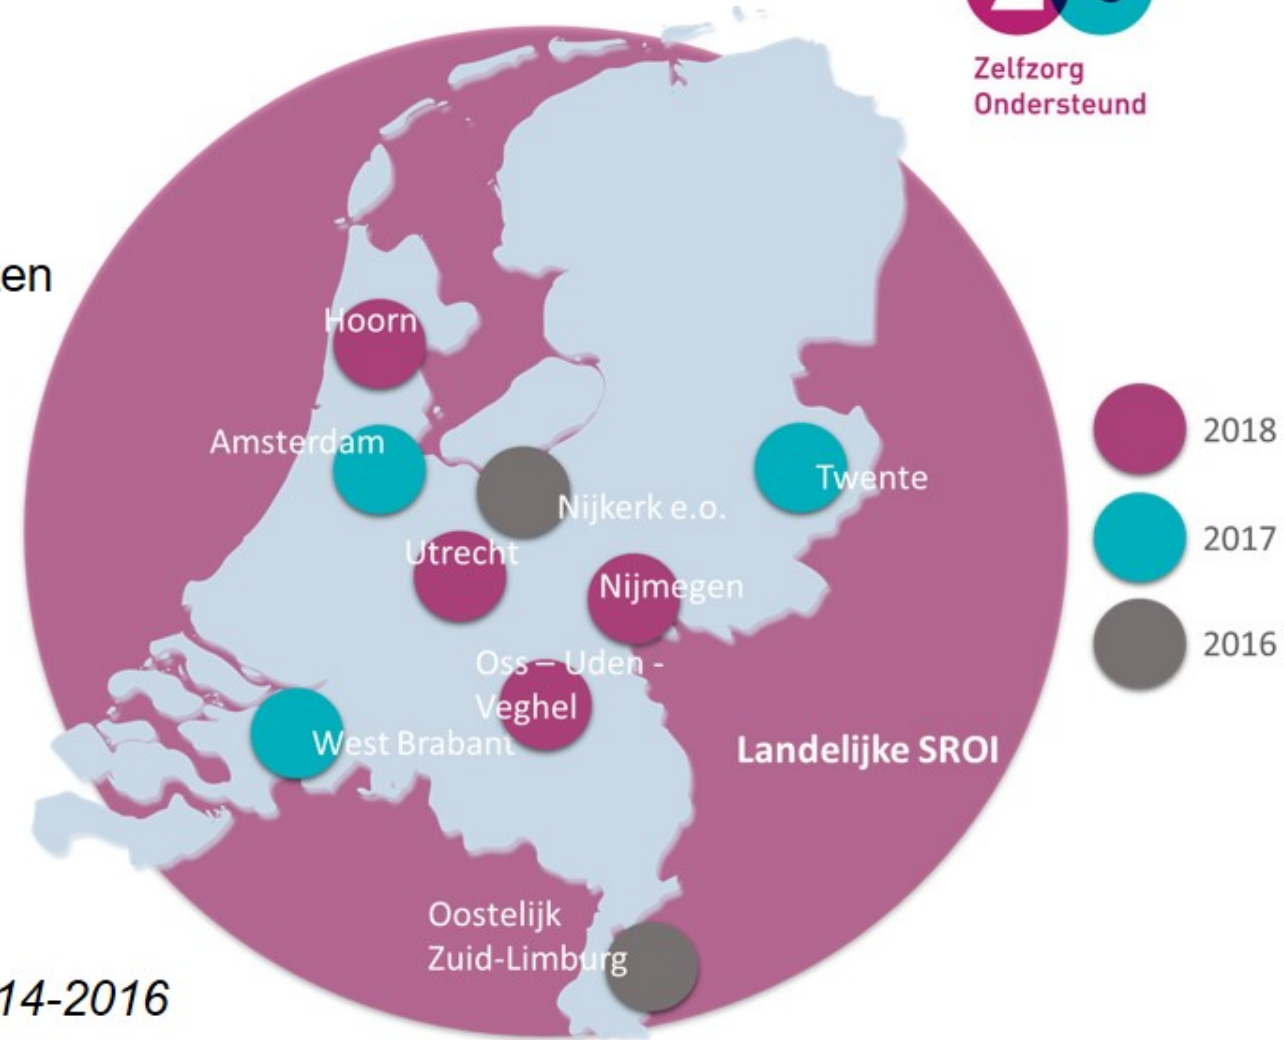 Zelfzorg
Ondersteund
en
Hoorn
Amsterdam
Twente
Nijkerk e.o.
Utrecht
Nijmegen
Oss – Uden -
Veghel
West Brabant
Landelijke SROI
Oostelijk
Zuid-Limburg
2018
2017
2016
14-2016